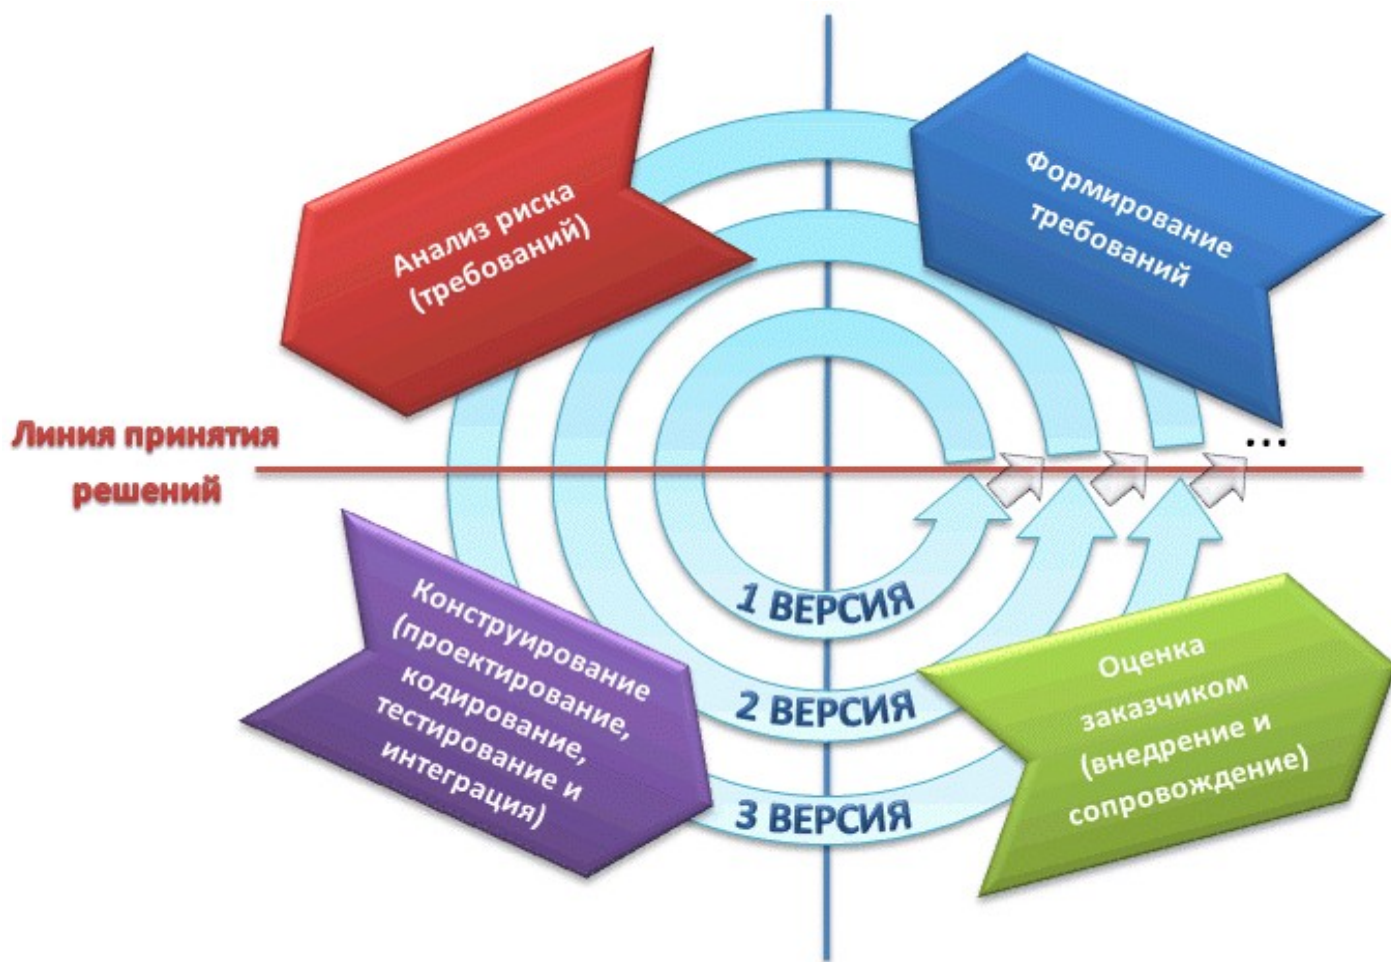 Анализ риска
(требований)
Формирование
требований
Линия принятия
решений
...
1 ВЕРСИЯ
2 ВЕРСИЯ
3 ВЕРСИЯ
Конструирование
(проектирование,
кодирование,
тестирование и
интеграция)
Оценка
заказчиком
(внедрение и
сопровождение)